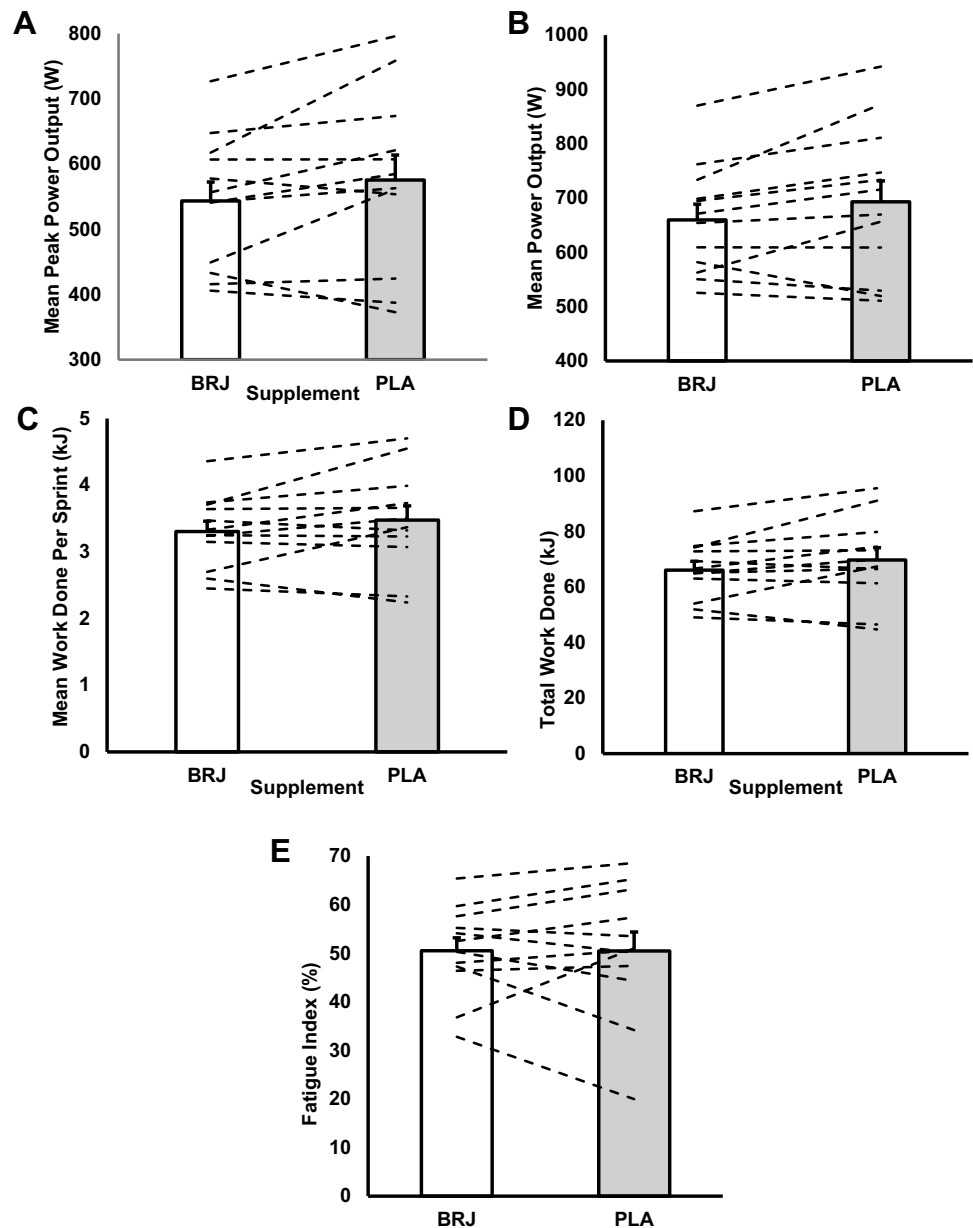 A
Mean Peak Power Output (W)
800
700
600
500
400
300
BRJ
PLA
Supplement
B
Mean Power Output (W)
1000
900
800
700
600
500
400
BRJ
PLA
C
Mean Work Done Per Sprint (kJ)
5
4
3
2
1
0
BRJ
PLA
Supplement
D
Total Work Done (kJ)
120
100
80
60
40
20
0
BRJ
PLA
Supplement
E
Fatigue Index (%)
70
60
50
40
30
20
10
0
BRJ
PLA